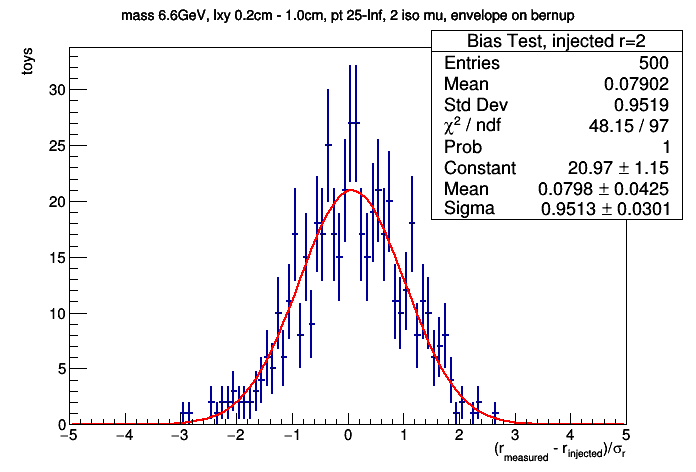 mass 6.6GeV, lxy 0.2cm - 1.0cm, pt 25-Inf, 2 iso mu, envelope on bernup
Bias Test, injected r=2
Entries 500
Mean 0.07902
Std Dev 0.9519
χ² / ndf 48.15 / 97
Prob 1
Constant 20.97 ± 1.15
Mean 0.0798 ± 0.0425
Sigma 0.9513 ± 0.0301
toys
30
25
20
15
10
5
0
−5 −4 −3 −2 −1 0 1 2 3 4 5
(r_measured - r_injected)/σ_r